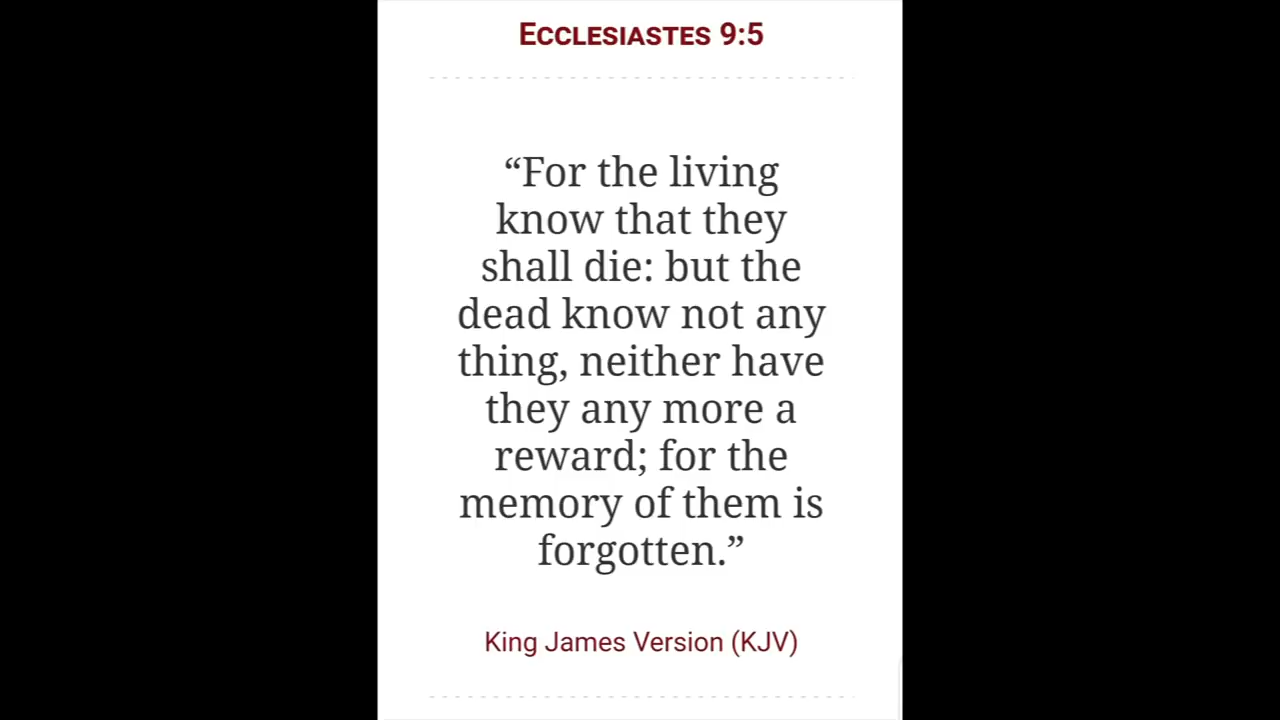 Ecclesiastes 9:5
“For the living
know that they
shall die: but the
dead know not any
thing, neither have
they any more a
reward; for the
memory of them is
forgotten.”
King James Version (KJV)